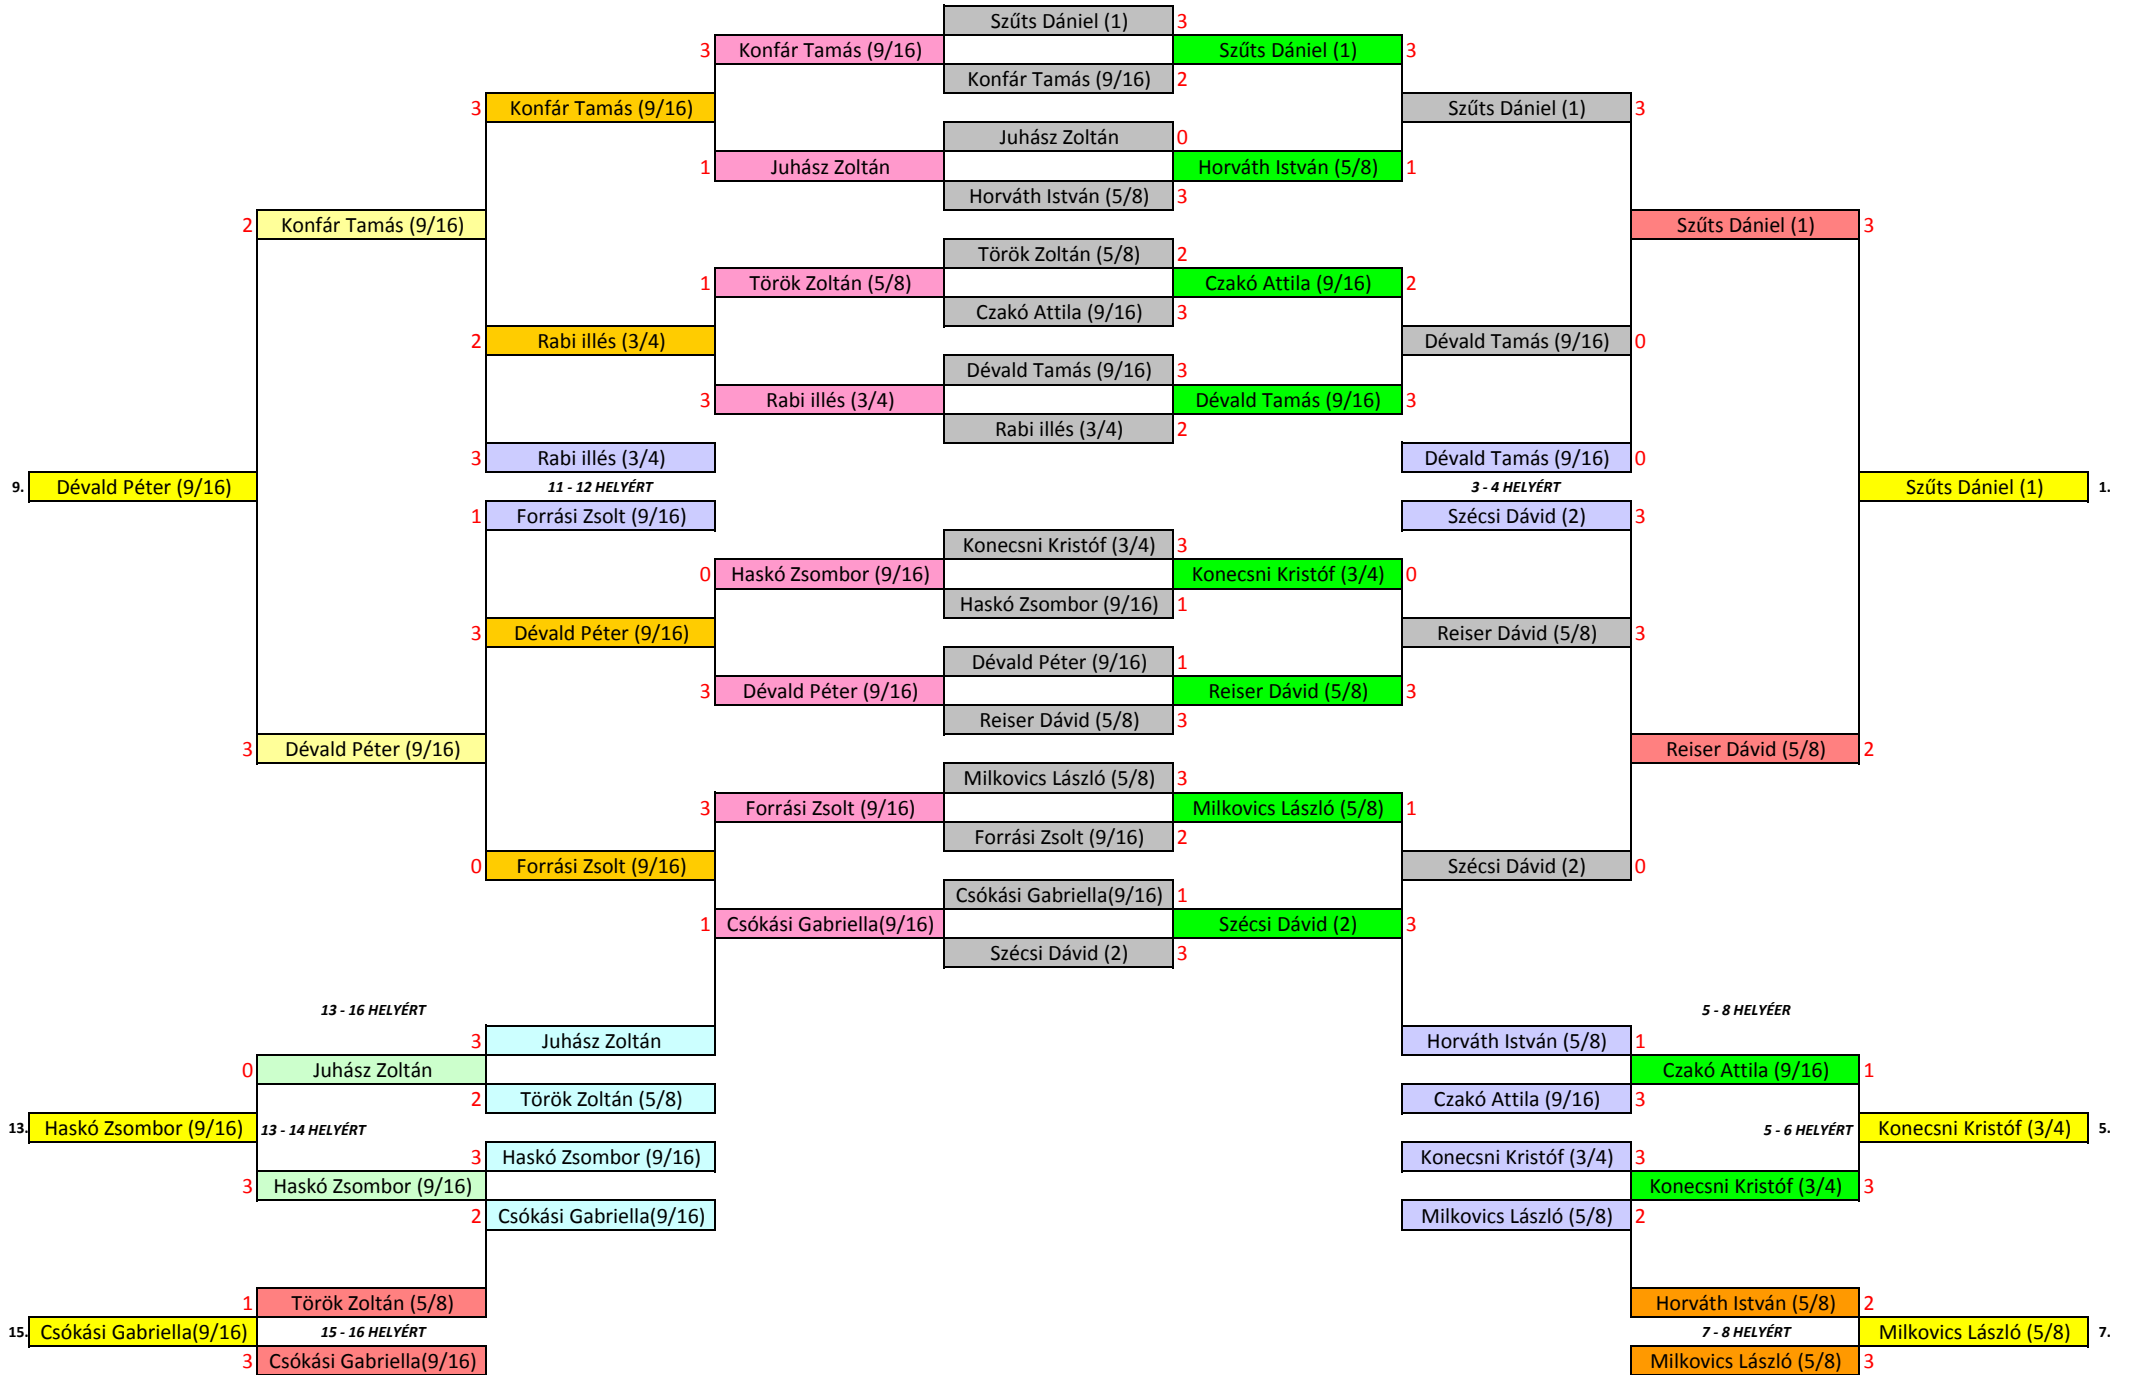 Szűts Dániel (1) 3
3 Konfár Tamás (9/16) Szűts Dániel (1) 3
Konfár Tamás (9/16) 2
3 Konfár Tamás (9/16) Szűts Dániel (1) 3
Juhász Zoltán 0
1 Juhász Zoltán Horváth István (5/8) 1
Horváth István (5/8) 3
2 Konfár Tamás (9/16) Szűts Dániel (1) 3
Török Zoltán (5/8) 2
1 Török Zoltán (5/8) Czakó Attila (9/16) 2
Czakó Attila (9/16) 3
2 Rabi illés (3/4) Dévald Tamás (9/16) 0
Dévald Tamás (9/16) 3
3 Rabi illés (3/4) Dévald Tamás (9/16) 3
Rabi illés (3/4) 2
3 Rabi illés (3/4) Dévald Tamás (9/16) 0
9. Dévald Péter (9/16) 11 - 12 HELYÉRT 3 - 4 HELYÉRT Szűts Dániel (1) 1.
1 Forrási Zsolt (9/16) Szécsi Dávid (2) 3
Konecsni Kristóf (3/4) 3
0 Haskó Zsombor (9/16) Konecsni Kristóf (3/4) 0
Haskó Zsombor (9/16) 1
3 Dévald Péter (9/16) Reiser Dávid (5/8) 3
Dévald Péter (9/16) 1
3 Dévald Péter (9/16) Reiser Dávid (5/8) 3
Reiser Dávid (5/8) 3
3 Dévald Péter (9/16) Reiser Dávid (5/8) 2
Milkovics László (5/8) 3
3 Forrási Zsolt (9/16) Milkovics László (5/8) 1
Forrási Zsolt (9/16) 2
0 Forrási Zsolt (9/16) Szécsi Dávid (2) 0
Csókási Gabriella(9/16) 1
1 Csókási Gabriella(9/16) Szécsi Dávid (2) 3
Szécsi Dávid (2) 3
13 - 16 HELYÉRT 5 - 8 HELYÉER
3 Juhász Zoltán Horváth István (5/8) 1
0 Juhász Zoltán Czakó Attila (9/16) 1
2 Török Zoltán (5/8) Czakó Attila (9/16) 3
13. Haskó Zsombor (9/16) 13 - 14 HELYÉRT 5 - 6 HELYÉRT Konecsni Kristóf (3/4) 5.
3 Haskó Zsombor (9/16) Konecsni Kristóf (3/4) 3
3 Haskó Zsombor (9/16) Konecsni Kristóf (3/4) 3
2 Csókási Gabriella(9/16) Milkovics László (5/8) 2
1 Török Zoltán (5/8) Horváth István (5/8) 2
15. Csókási Gabriella(9/16) 15 - 16 HELYÉRT 7 - 8 HELYÉRT Milkovics László (5/8) 7.
3 Csókási Gabriella(9/16) Milkovics László (5/8) 3